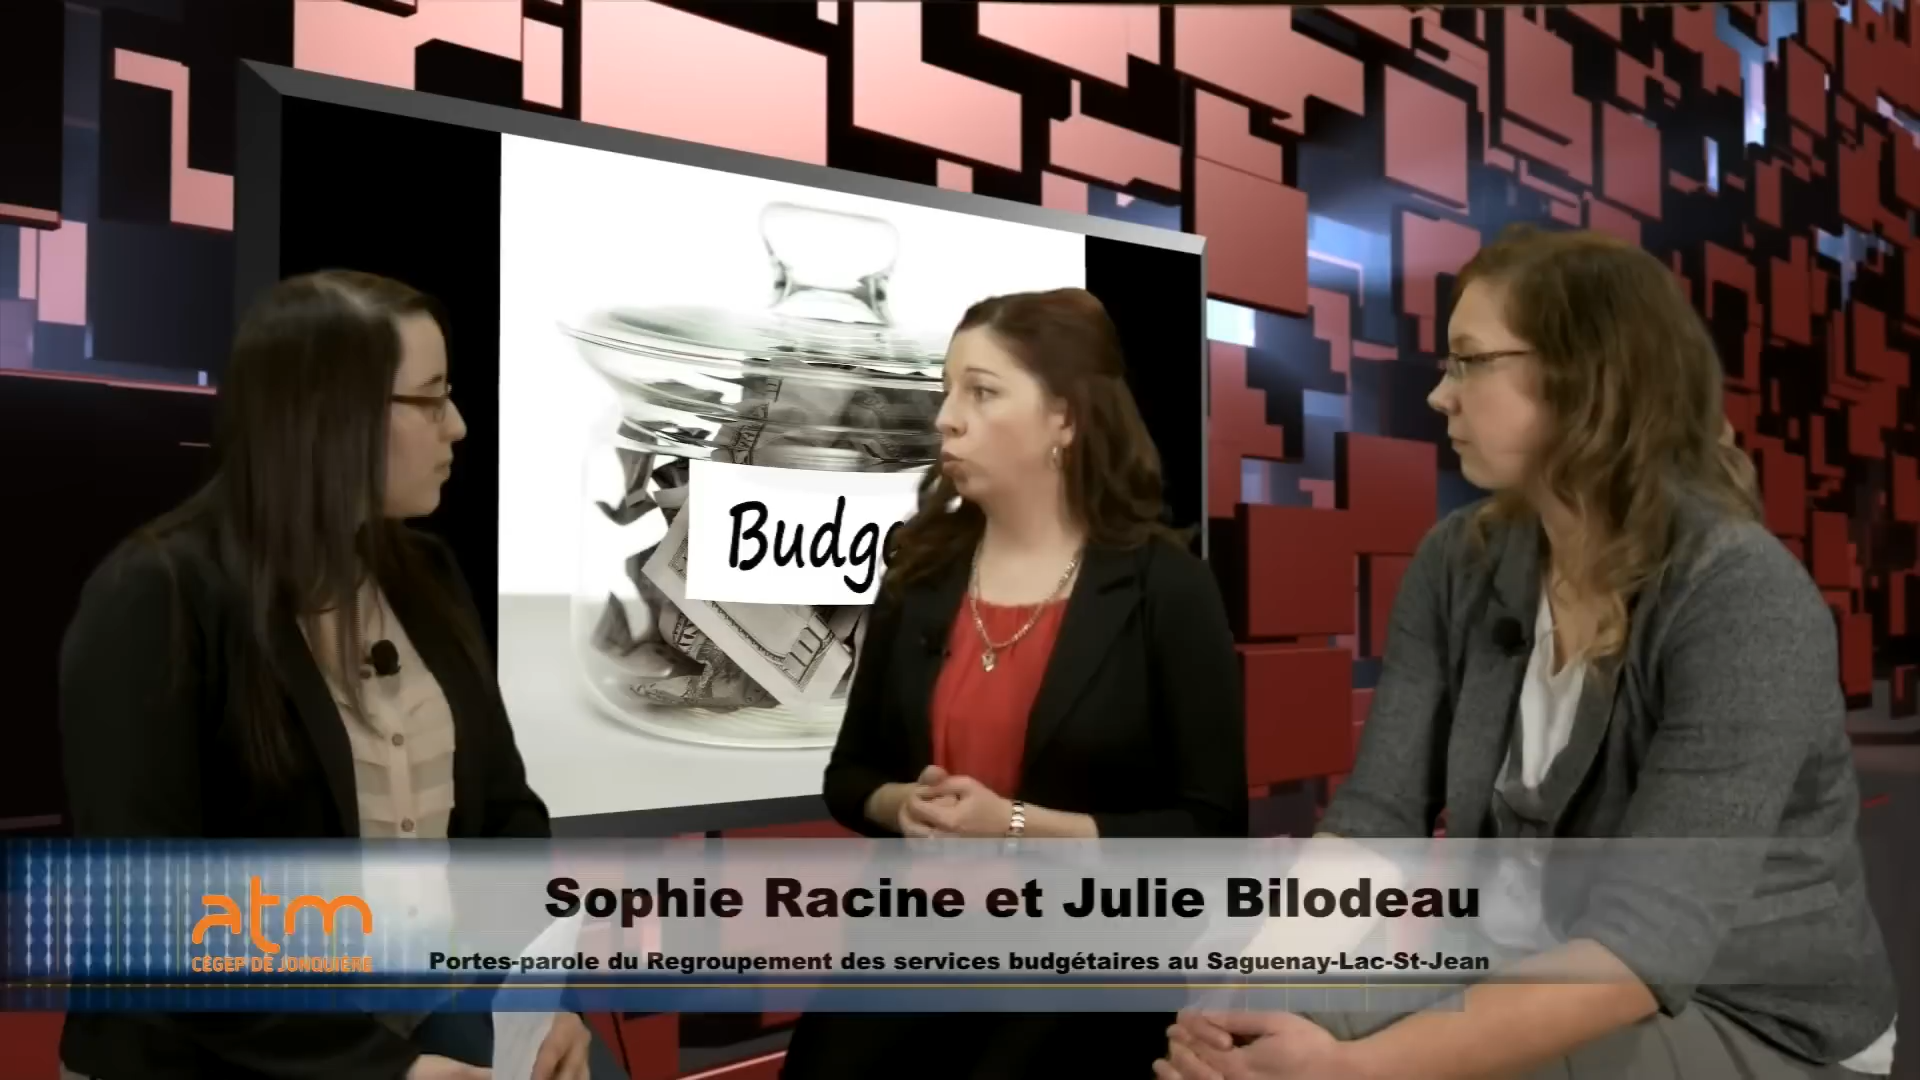 Budge
Sophie Racine et Julie Bilodeau
atm
CÉGEP DE JONQUIÈRE
Portes-parole du Regroupement des services budgétaires au Saguenay-Lac-St-Jean